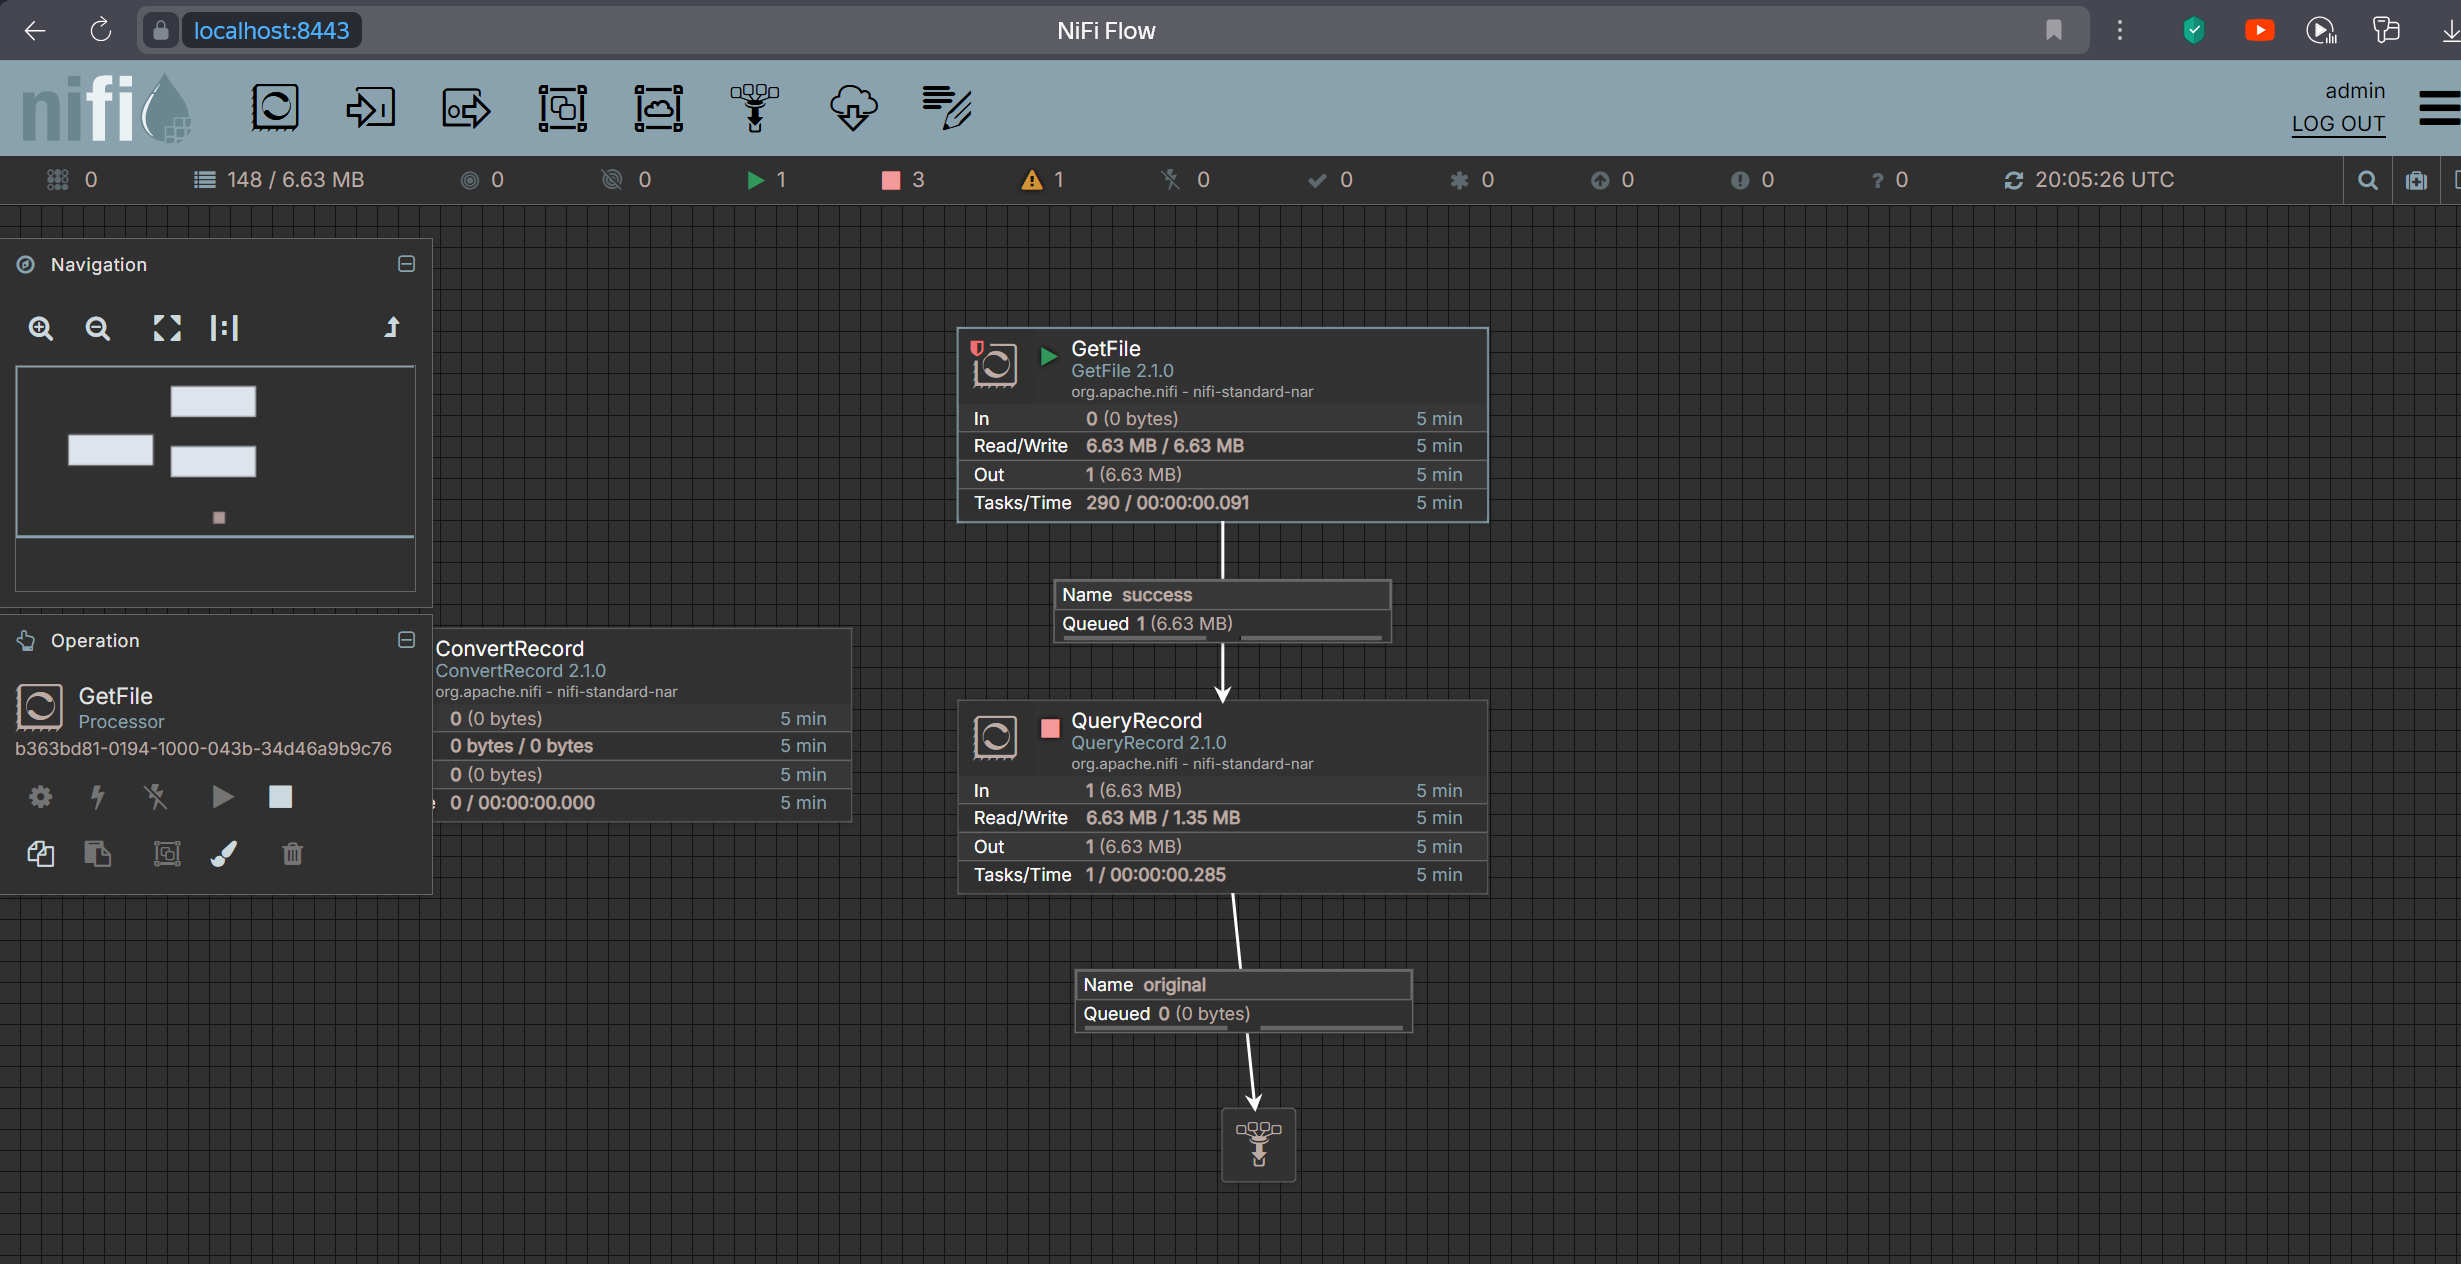 localhost:8443
NiFi Flow
nifi
admin
LOG OUT
0
148 / 6.63 MB
0
0
1
3
1
0
0
0
0
0
0
20:05:26 UTC
Navigation
Operation
GetFile
Processor
b363bd81-0194-1000-043b-34d46a9b9c76
ConvertRecord
ConvertRecord 2.1.0
org.apache.nifi - nifi-standard-nar
0 (0 bytes) 5 min
0 bytes / 0 bytes 5 min
0 (0 bytes) 5 min
0 / 00:00:00.000 5 min
GetFile
GetFile 2.1.0
org.apache.nifi - nifi-standard-nar
In 0 (0 bytes) 5 min
Read/Write 6.63 MB / 6.63 MB 5 min
Out 1 (6.63 MB) 5 min
Tasks/Time 290 / 00:00:00.091 5 min
Name success
Queued 1 (6.63 MB)
QueryRecord
QueryRecord 2.1.0
org.apache.nifi - nifi-standard-nar
In 1 (6.63 MB) 5 min
Read/Write 6.63 MB / 1.35 MB 5 min
Out 1 (6.63 MB) 5 min
Tasks/Time 1 / 00:00:00.285 5 min
Name original
Queued 0 (0 bytes)